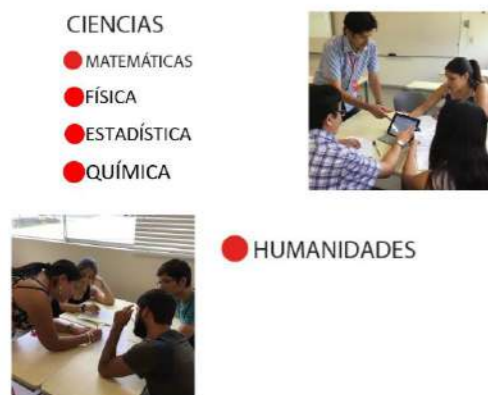 CIENCIAS
MATEMÁTICAS
FÍSICA
ESTADÍSTICA
QUÍMICA
HUMANIDADES